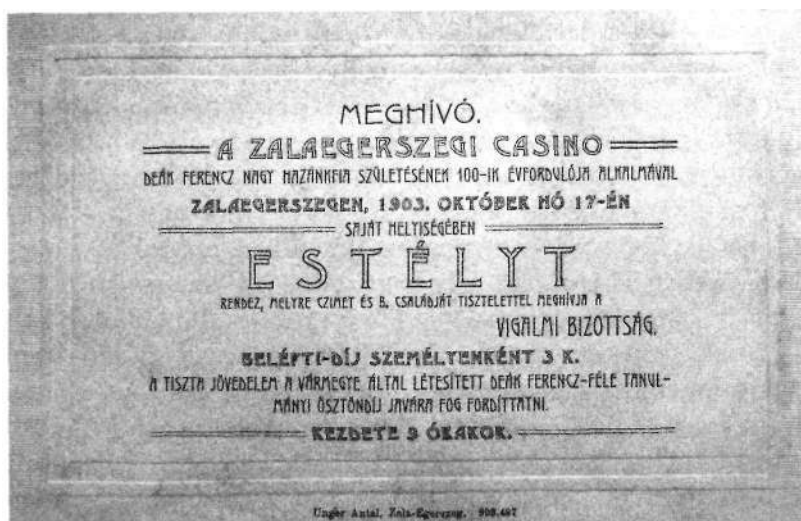 MEGHÍVÓ.
A ZALAEGERSZEGI CASINO
DEÁK FERENCZ NAGY HAZÁNKFIA SZÜLETÉSÉNEK 100-IK ÉVFORDULÓJA ALKALMÁVAL
ZALAEGERSZEGEN, 1903. OKTÓBER HÓ 17-ÉN
SAJÁT HELYISÉGÉBEN
ESTÉLYT
RENDEZ, MELYRE CZIMET ÉS B. CSALÁDJÁT TISZTELETTEL MEGHÍVJA A
VIGALMI BIZOTTSÁG.
BELÉPTI-DÍJ SZEMÉLYENKÉNT 3 K.
A TISZTA JÖVEDELEM A VÁRMEGYE ÁLTAL LÉTESÍTETT DEÁK FERENCZ-FÉLE TANUL-
MÁNYI ÖSZTÖNDÍJ JAVÁRA FOG FORDÍTTATNI.
KEZDETE ÓRAKOR.
Unger Antal, Zala-Egerszeg.